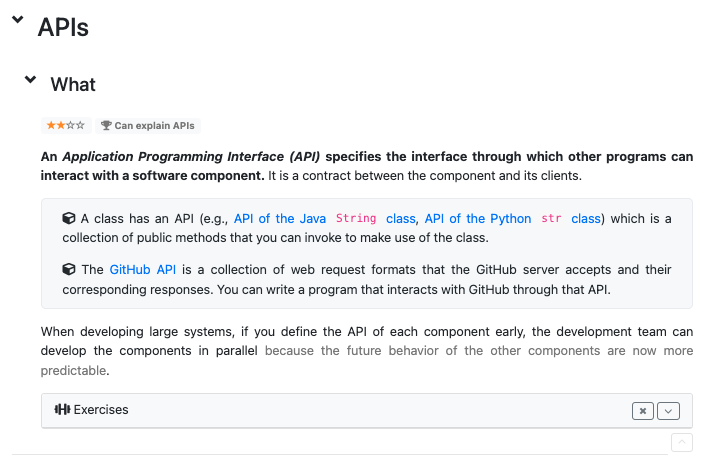 APIs
What
Can explain APIs
An Application Programming Interface (API) specifies the interface through which other programs can
interact with a software component. It is a contract between the component and its clients.
A class has an API (e.g., API of the Java String class, API of the Python str class) which is a
collection of public methods that you can invoke to make use of the class.
The GitHub API is a collection of web request formats that the GitHub server accepts and their
corresponding responses. You can write a program that interacts with GitHub through that API.
When developing large systems, if you define the API of each component early, the development team can
develop the components in parallel because the future behavior of the other components are now more
predictable.
Exercises